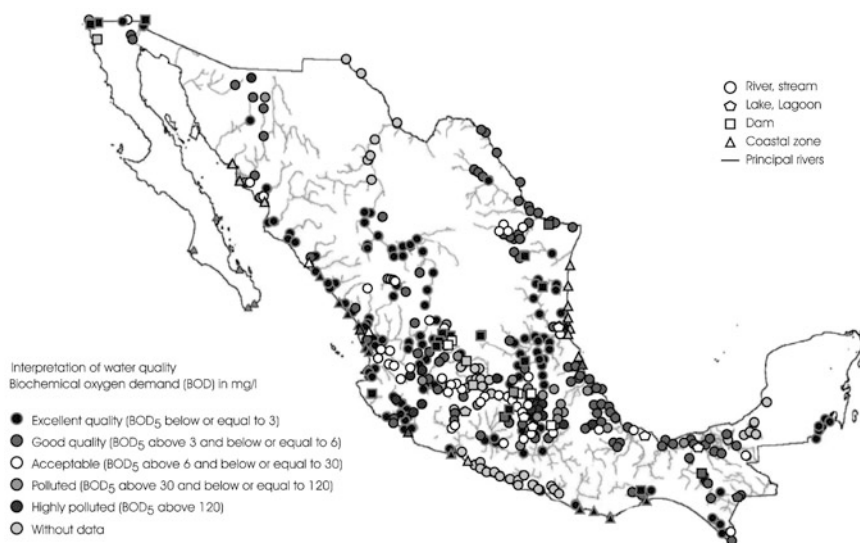 River, stream
Lake, Lagoon
Dam
Coastal zone
Principal rivers
Interpretation of water quality
Biochemical oxygen demand (BOD) in mg/l
Excellent quality (BOD5 below or equal to 3)
Good quality (BOD5 above 3 and below or equal to 6)
Acceptable (BOD5 above 6 and below or equal to 30)
Polluted (BOD5 above 30 and below or equal to 120)
Highly polluted (BOD5 above 120)
Without data